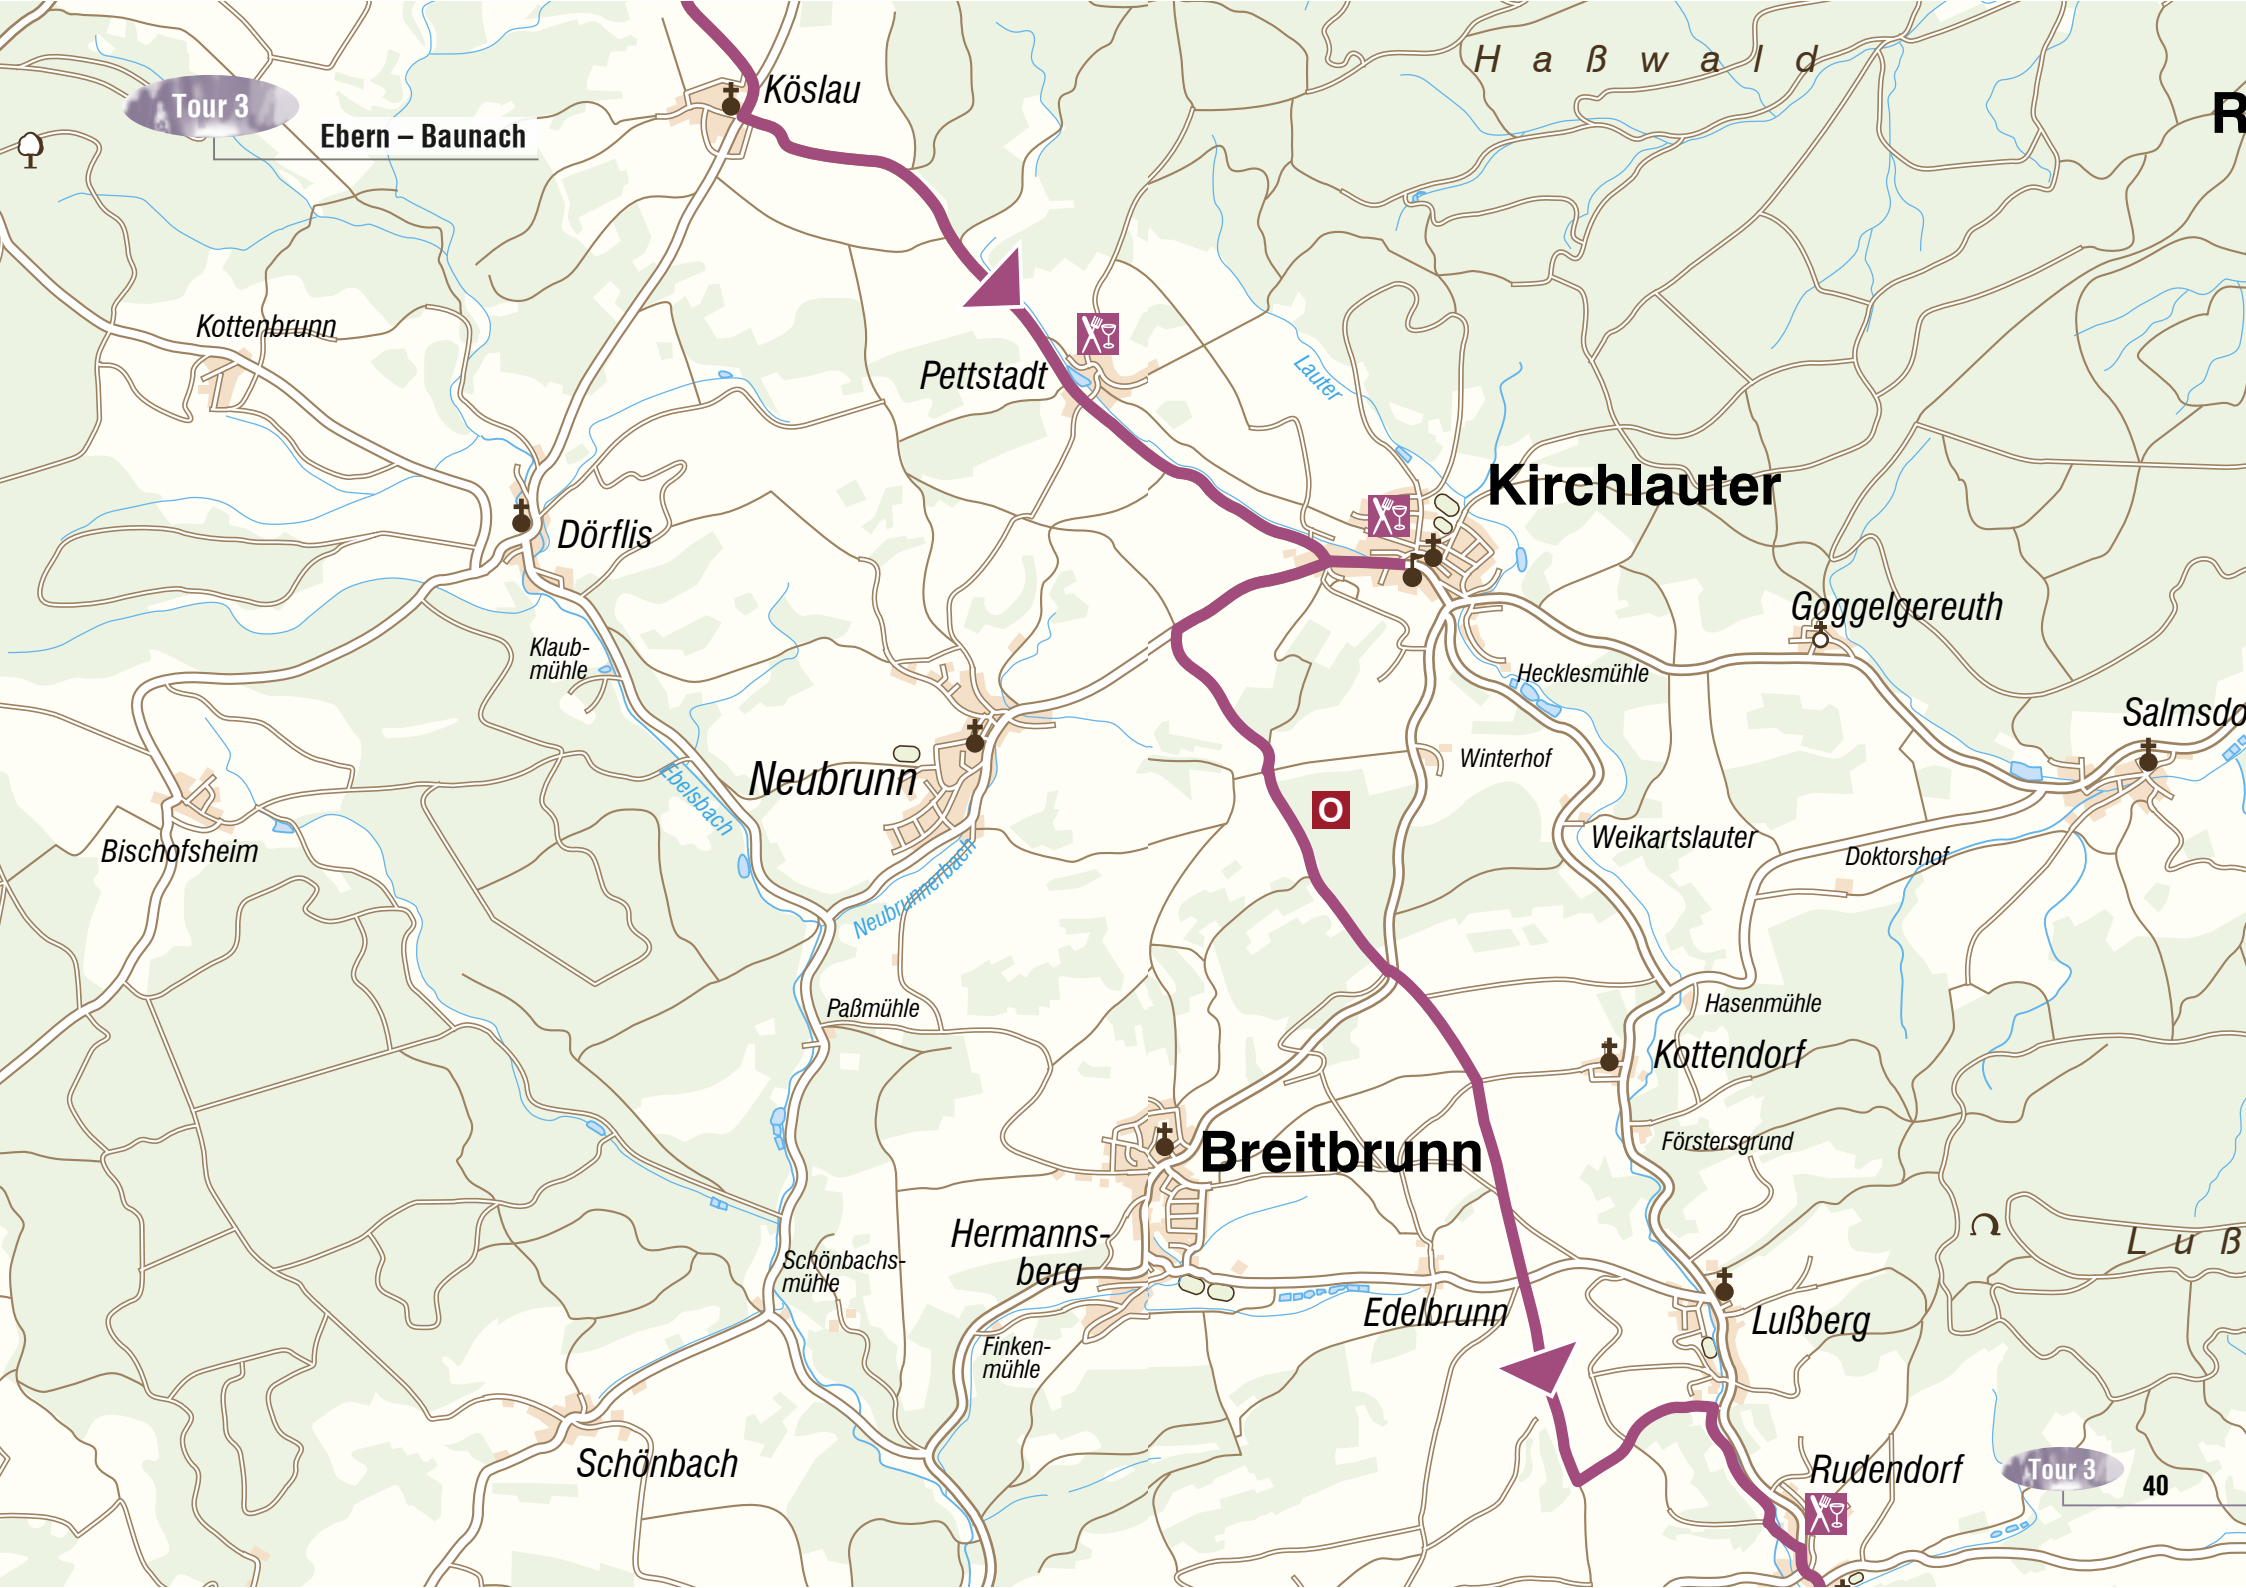 Haßwald
R
Köslau
Tour 3
Ebern – Baunach
Kottenbrunn
Pettstadt
Lauter
Kirchlauter
Dörflis
Goggelgereuth
Klaub-
mühle
Hecklesmühle
Salmsdo
Winterhof
Neubrunn
Ebelsbach
O
Bischofsheim
Weikartslauter
Doktorshof
Neubrunnerbach
Paßmühle
Hasenmühle
Kottendorf
Breitbrunn
Förstersgrund
Hermanns-
berg
Luß
Schönbachs-
mühle
Edelbrunn
Lußberg
Finken-
mühle
Schönbach
Rudendorf
Tour 3
40